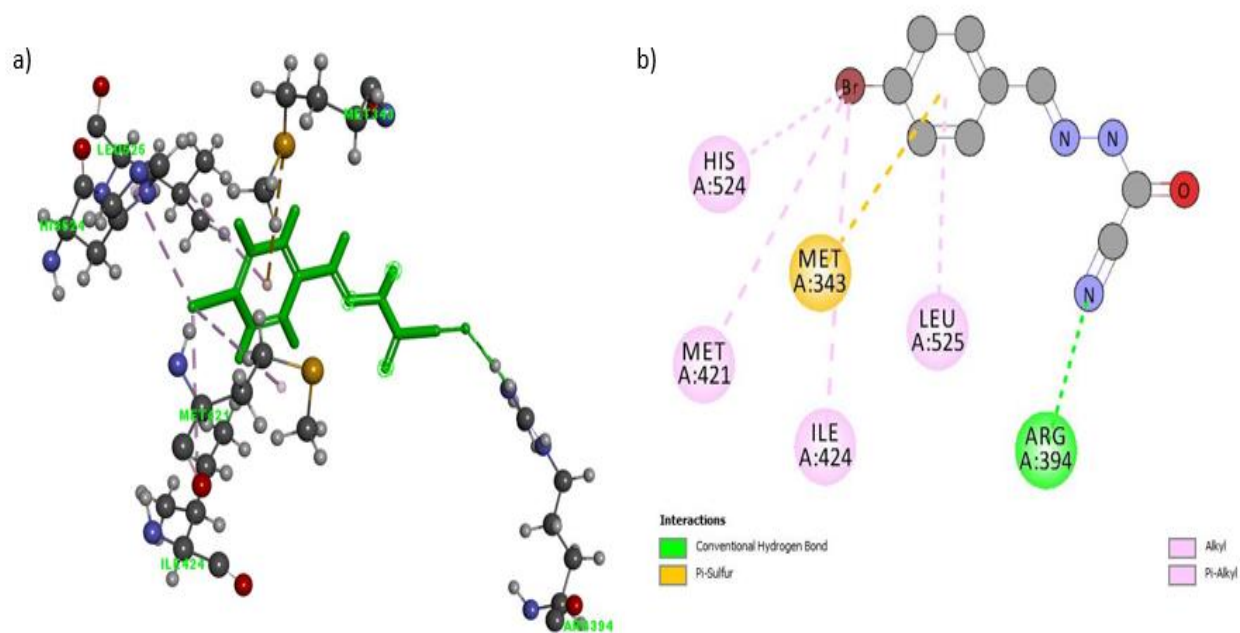 a)
MET343
LEU525
HIS524
MET421
ILE424
ARG394
b)
Br
N
N
O
N
HIS
A:524
MET
A:343
MET
A:421
LEU
A:525
ILE
A:424
ARG
A:394
Interactions
Conventional Hydrogen Bond
Pi-Sulfur
Alkyl
Pi-Alkyl